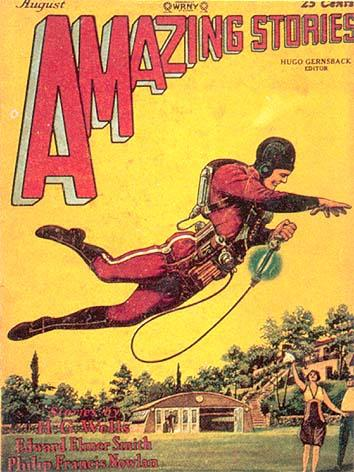 August
WRNY
25 Cents
AMAZING STORIES
HUGO GERNSBACK
EDITOR
Stories by
H. G. Wells
Edward Elmer Smith
Philip Francis Nowlan